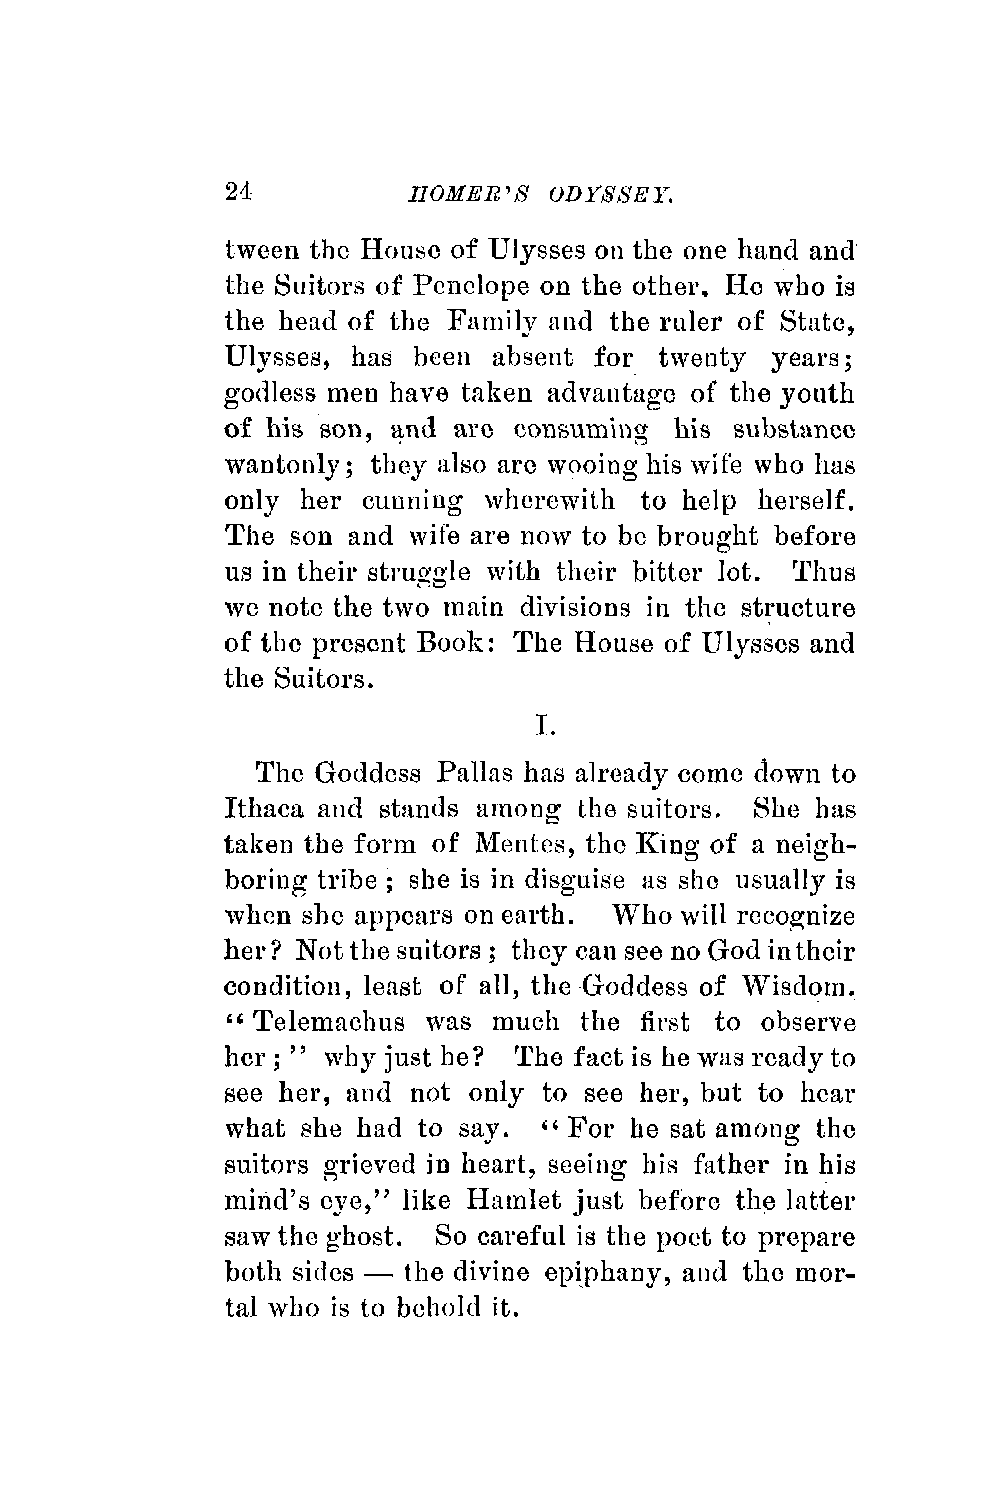 24 HOMER'S ODYSSEY.
tween the House of Ulysses on the one hand and
the Suitors of Penelope on the other. He who is
the head of the Family and the ruler of State,
Ulysses, has been absent for twenty years;
godless men have taken advantage of the youth
of his son, and are consuming his substance
wantonly; they also are wooing his wife who has
only her cunning wherewith to help herself.
The son and wife are now to be brought before
us in their struggle with their bitter lot. Thus
we note the two main divisions in the structure
of the present Book: The House of Ulysses and
the Suitors.
I.
The Goddess Pallas has already come down to
Ithaca and stands among the suitors. She has
taken the form of Mentes, the King of a neigh-
boring tribe; she is in disguise as she usually is
when she appears on earth. Who will recognize
her? Not the suitors; they can see no God in their
condition, least of all, the Goddess of Wisdom.
“Telemachus was much the first to observe
her;” why just he? The fact is he was ready to
see her, and not only to see her, but to hear
what she had to say. “For he sat among the
suitors grieved in heart, seeing his father in his
mind's eye,” like Hamlet just before the latter
saw the ghost. So careful is the poet to prepare
both sides — the divine epiphany, and the mor-
tal who is to behold it.